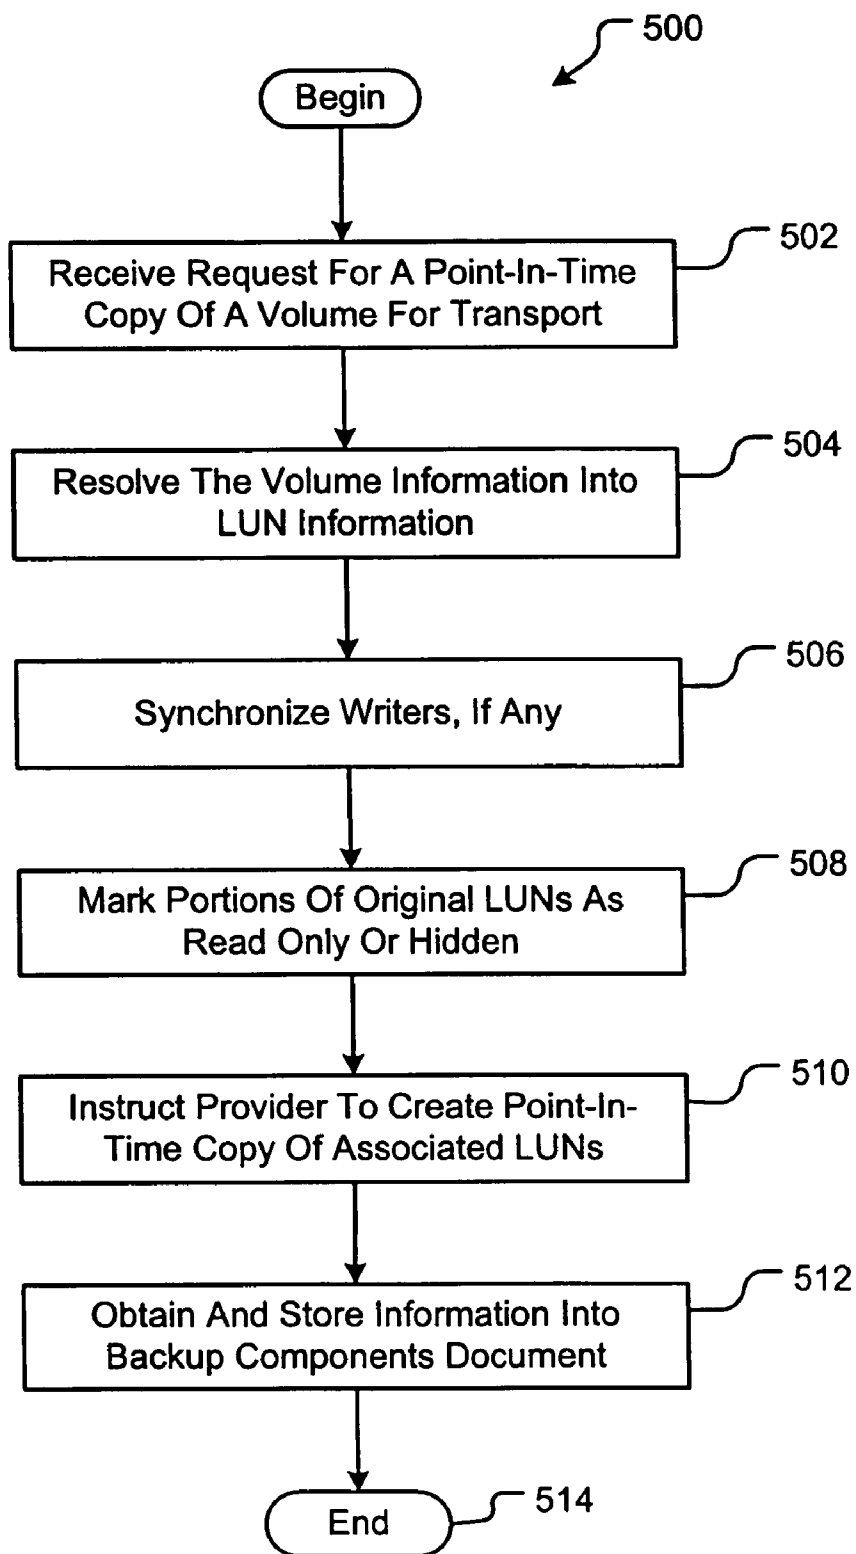 500
Begin
502
Receive Request For A Point-In-Time
Copy Of A Volume For Transport
504
Resolve The Volume Information Into
LUN Information
506
Synchronize Writers, If Any
508
Mark Portions Of Original LUNs As
Read Only Or Hidden
510
Instruct Provider To Create Point-In-
Time Copy Of Associated LUNs
512
Obtain And Store Information Into
Backup Components Document
514
End